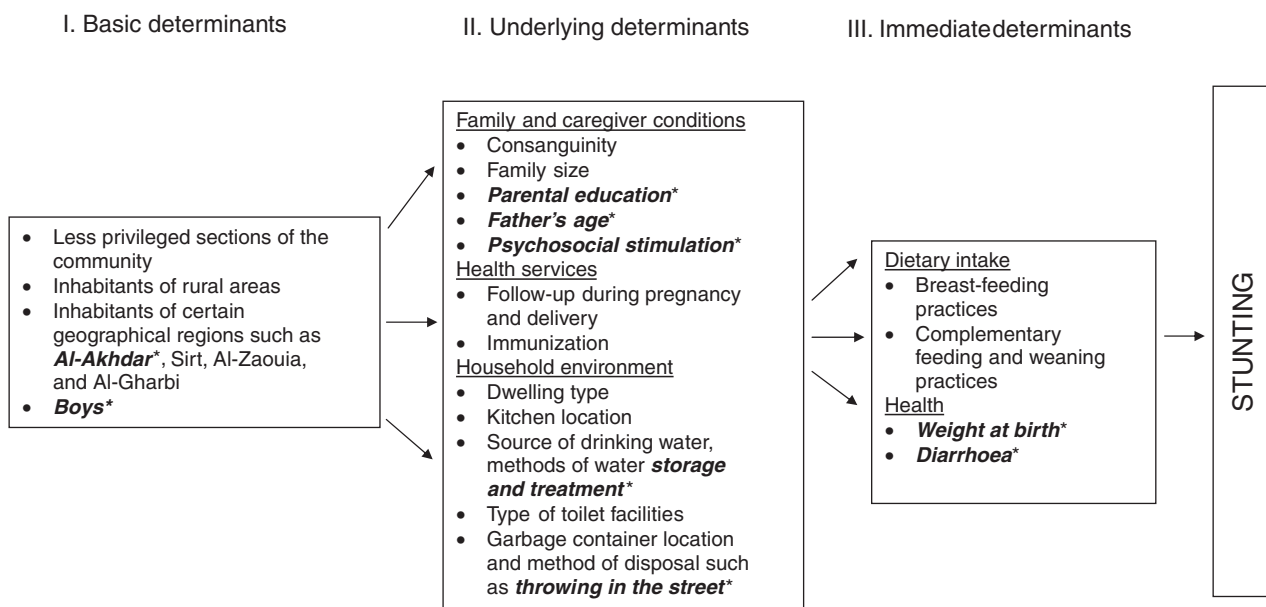 I. Basic determinants
II. Underlying determinants
III. Immediatedeterminants
• Less privileged sections of the
community
• Inhabitants of rural areas
• Inhabitants of certain
geographical regions such as
Al-Akhdar*, Sirt, Al-Zaouia,
and Al-Gharbi
• Boys*
Family and caregiver conditions
• Consanguinity
• Family size
• Parental education*
• Father's age*
• Psychosocial stimulation*
Health services
• Follow-up during pregnancy
and delivery
• Immunization
Household environment
• Dwelling type
• Kitchen location
• Source of drinking water,
methods of water storage
and treatment*
• Type of toilet facilities
• Garbage container location
and method of disposal such
as throwing in the street*
Dietary intake
• Breast-feeding
practices
• Complementary
feeding and weaning
practices
Health
• Weight at birth*
• Diarrhoea*
STUNTING